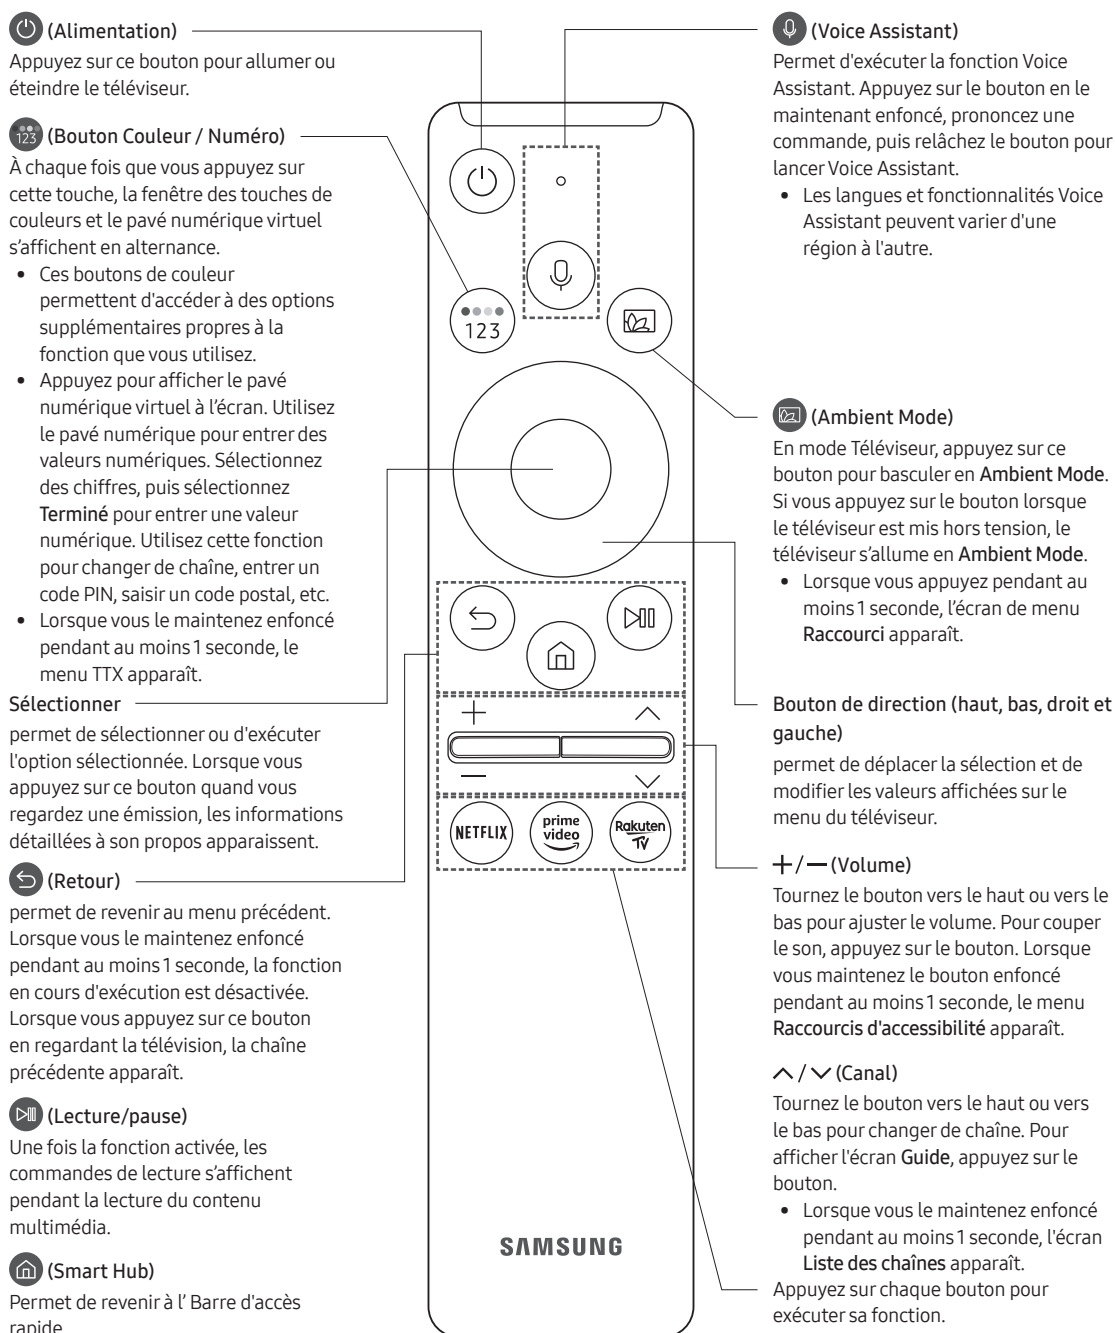 (Alimentation)
Appuyez sur ce bouton pour allumer ou
éteindre le téléviseur.
123 (Bouton Couleur / Numéro)
À chaque fois que vous appuyez sur
cette touche, la fenêtre des touches de
couleurs et le pavé numérique virtuel
s’affichent en alternance.
• Ces boutons de couleur
permettent d'accéder à des options
supplémentaires propres à la
fonction que vous utilisez.
• Appuyez pour afficher le pavé
numérique virtuel à l’écran. Utilisez
le pavé numérique pour entrer des
valeurs numériques. Sélectionnez
des chiffres, puis sélectionnez
Terminé pour entrer une valeur
numérique. Utilisez cette fonction
pour changer de chaîne, entrer un
code PIN, saisir un code postal, etc.
• Lorsque vous le maintenez enfoncé
pendant au moins 1 seconde, le
menu TTX apparaît.
Sélectionner
permet de sélectionner ou d'exécuter
l'option sélectionnée. Lorsque vous
appuyez sur ce bouton quand vous
regardez une émission, les informations
détaillées à son propos apparaissent.
(Retour)
permet de revenir au menu précédent.
Lorsque vous le maintenez enfoncé
pendant au moins 1 seconde, la fonction
en cours d'exécution est désactivée.
Lorsque vous appuyez sur ce bouton
en regardant la télévision, la chaîne
précédente apparaît.
(Lecture/pause)
Une fois la fonction activée, les
commandes de lecture s’affichent
pendant la lecture du contenu
multimédia.
(Smart Hub)
Permet de revenir à l’ Barre d'accès
rapide
123
NETFLIX
prime
video
Rakuten
TV
SAMSUNG
(Voice Assistant)
Permet d'exécuter la fonction Voice
Assistant. Appuyez sur le bouton en le
maintenant enfoncé, prononcez une
commande, puis relâchez le bouton pour
lancer Voice Assistant.
• Les langues et fonctionnalités Voice
Assistant peuvent varier d'une
région à l'autre.
(Ambient Mode)
En mode Téléviseur, appuyez sur ce
bouton pour basculer en Ambient Mode.
Si vous appuyez sur le bouton lorsque
le téléviseur est mis hors tension, le
téléviseur s’allume en Ambient Mode.
• Lorsque vous appuyez pendant au
moins 1 seconde, l’écran de menu
Raccourci apparaît.
Bouton de direction (haut, bas, droit et
gauche)
permet de déplacer la sélection et de
modifier les valeurs affichées sur le
menu du téléviseur.
+ / − (Volume)
Tournez le bouton vers le haut ou vers le
bas pour ajuster le volume. Pour couper
le son, appuyez sur le bouton. Lorsque
vous maintenez le bouton enfoncé
pendant au moins 1 seconde, le menu
Raccourcis d'accessibilité apparaît.
/ (Canal)
Tournez le bouton vers le haut ou vers
le bas pour changer de chaîne. Pour
afficher l'écran Guide, appuyez sur le
bouton.
• Lorsque vous le maintenez enfoncé
pendant au moins 1 seconde, l'écran
Liste des chaînes apparaît.
Appuyez sur chaque bouton pour
exécuter sa fonction.